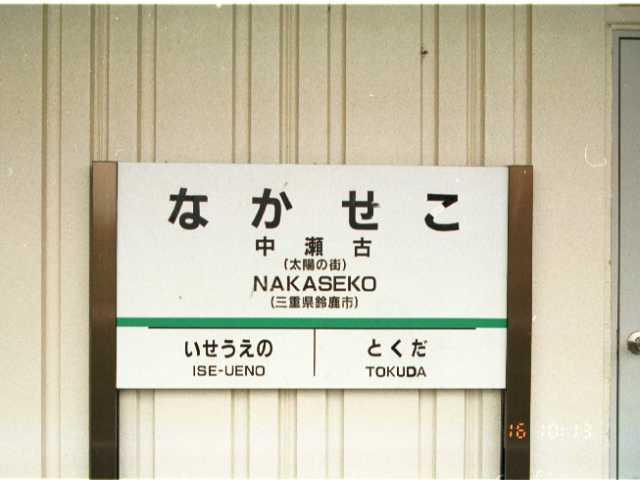 なかせこ
中瀬古
(太陽の街)
NAKASEKO
(三重県鈴鹿市)
いせうえの とくだ
ISE-UENO TOKUDA
16 10:13